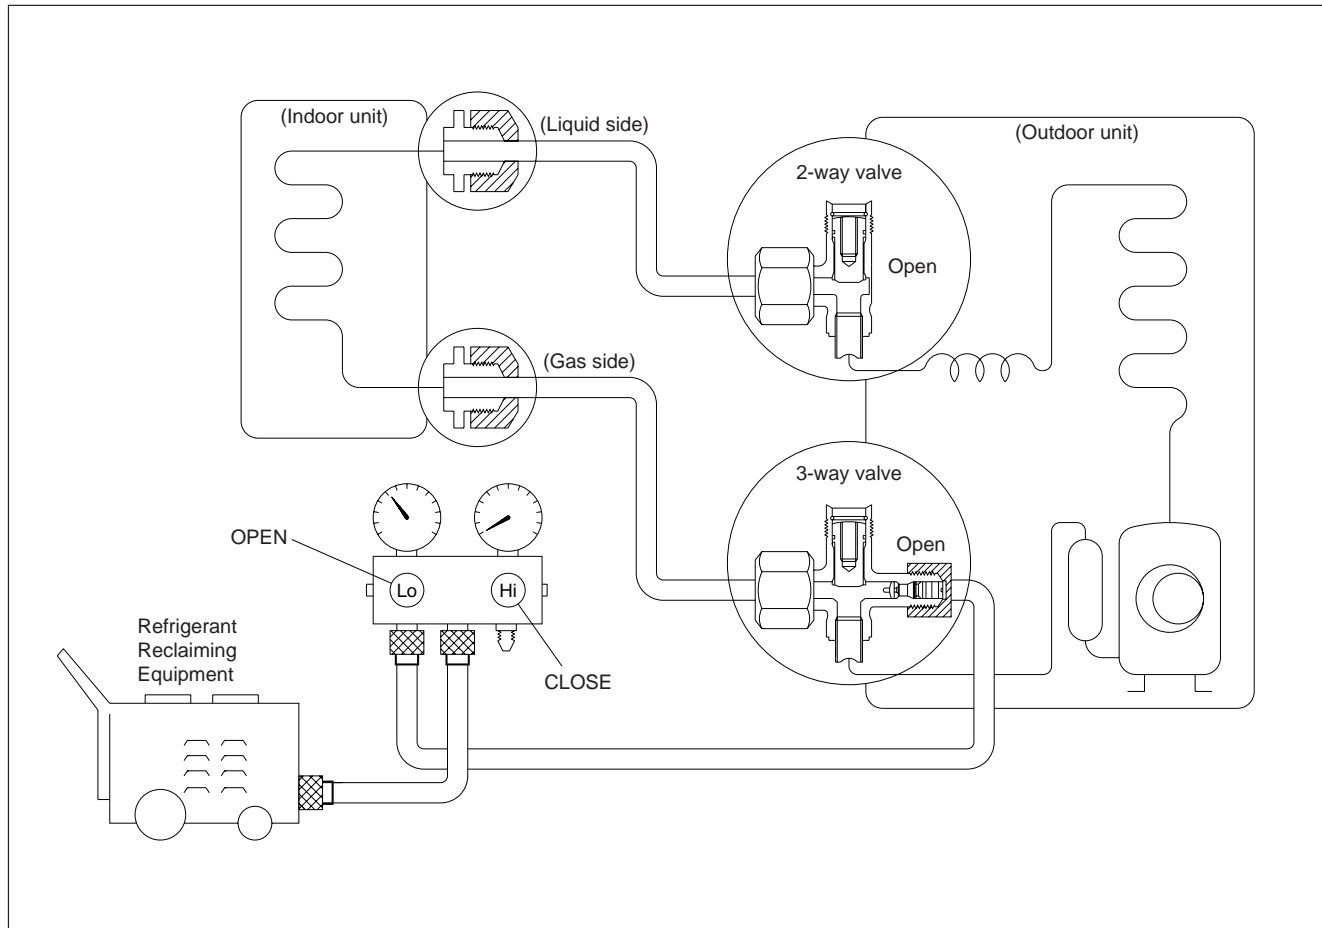 (Indoor unit)
(Liquid side)
(Outdoor unit)
2-way valve
Open
(Gas side)
3-way valve
Open
OPEN
Lo
Hi
CLOSE
Refrigerant
Reclaiming
Equipment